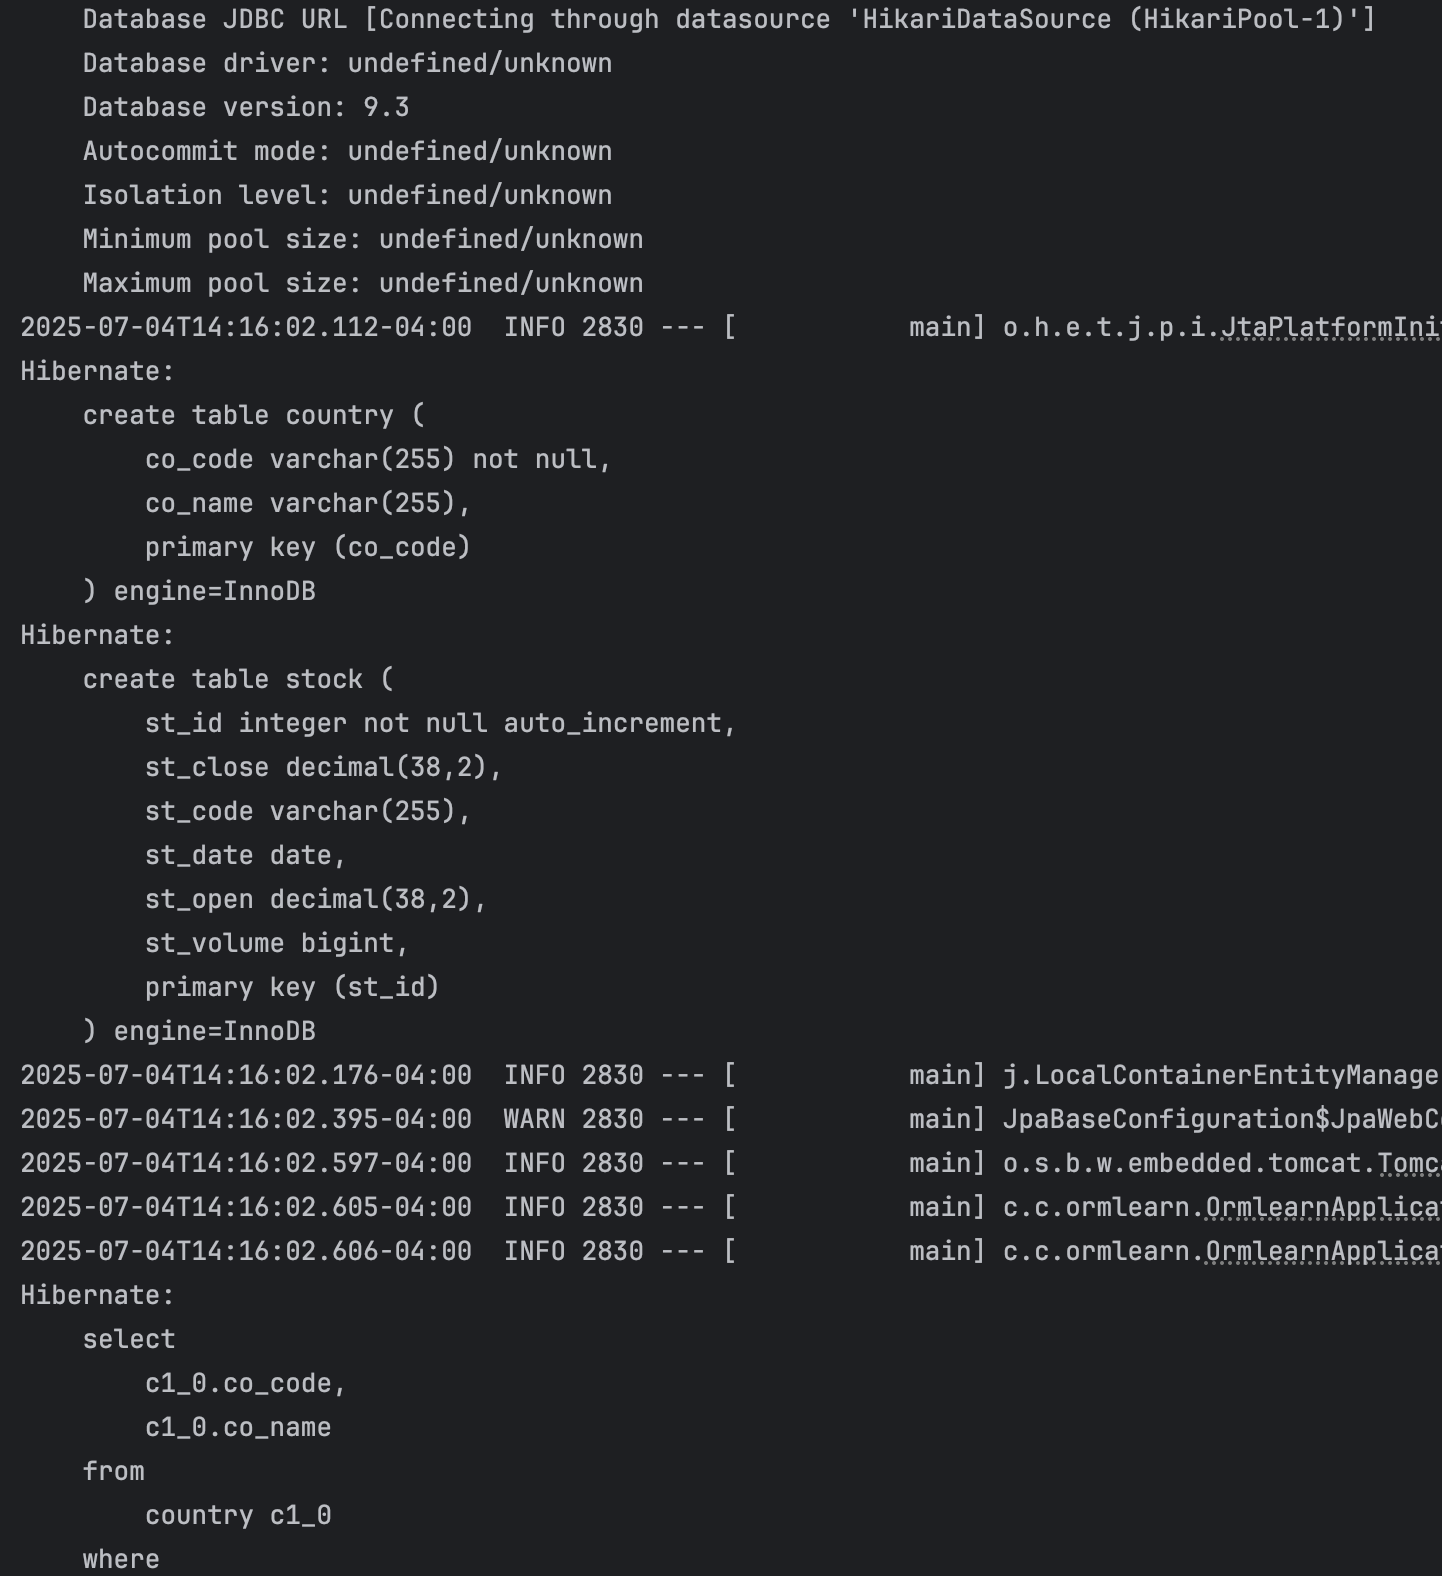 Database JDBC URL [Connecting through datasource 'HikariDataSource (HikariPool-1)']
Database driver: undefined/unknown
Database version: 9.3
Autocommit mode: undefined/unknown
Isolation level: undefined/unknown
Minimum pool size: undefined/unknown
Maximum pool size: undefined/unknown
2025-07-04T14:16:02.112-04:00  INFO 2830 --- [           main] o.h.e.t.j.p.i.JtaPlatformInit
Hibernate:
    create table country (
        co_code varchar(255) not null,
        co_name varchar(255),
        primary key (co_code)
    ) engine=InnoDB
Hibernate:
    create table stock (
        st_id integer not null auto_increment,
        st_close decimal(38,2),
        st_code varchar(255),
        st_date date,
        st_open decimal(38,2),
        st_volume bigint,
        primary key (st_id)
    ) engine=InnoDB
2025-07-04T14:16:02.176-04:00  INFO 2830 --- [           main] j.LocalContainerEntityManage
2025-07-04T14:16:02.395-04:00  WARN 2830 --- [           main] JpaBaseConfiguration$JpaWebCo
2025-07-04T14:16:02.597-04:00  INFO 2830 --- [           main] o.s.b.w.embedded.tomcat.Tomca
2025-07-04T14:16:02.605-04:00  INFO 2830 --- [           main] c.c.ormlearn.OrmlearnApplicat
2025-07-04T14:16:02.606-04:00  INFO 2830 --- [           main] c.c.ormlearn.OrmlearnApplicat
Hibernate:
    select
        c1_0.co_code,
        c1_0.co_name
    from
        country c1_0
    where